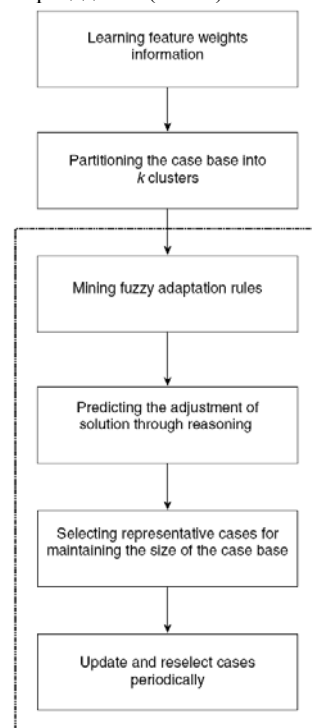 Learning feature weights
information
Partitioning the case base into
k clusters
Mining fuzzy adaptation rules
Predicting the adjustment of
solution through reasoning
Selecting representative cases for
maintaining the size of the case base
Update and reselect cases
periodically